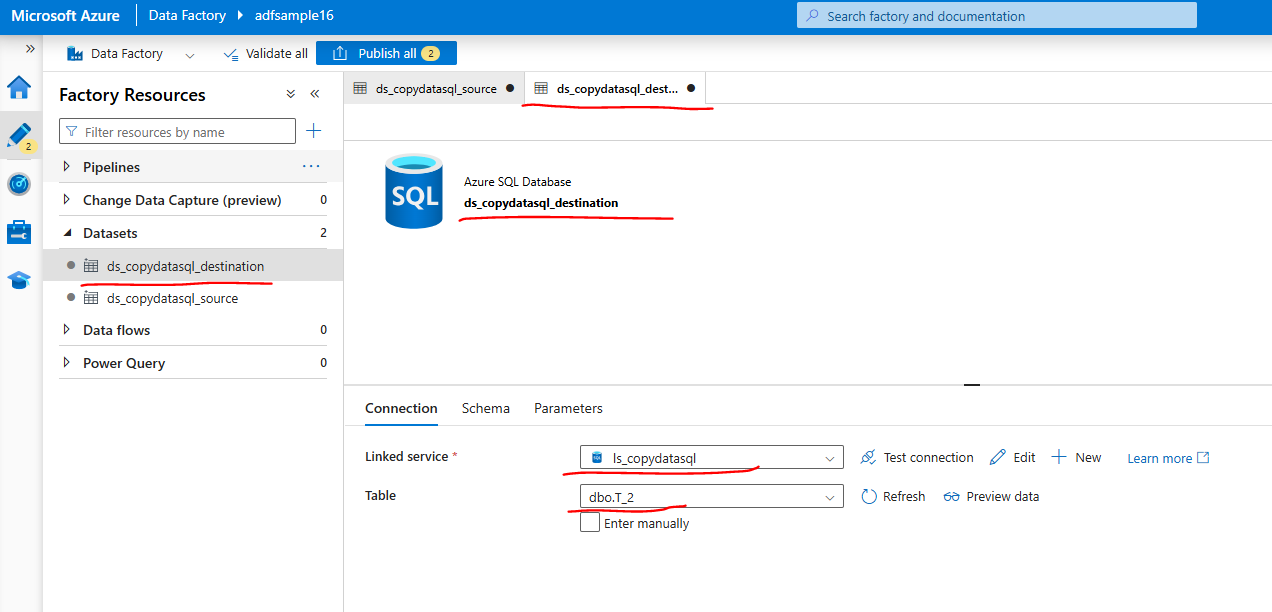 Microsoft Azure Data Factory adfsample16 Search factory and documentation
Data Factory Validate all Publish all 2
Factory Resources
Filter resources by name
2
Pipelines ...
Change Data Capture (preview) 0
Datasets 2
ds_copydatasql_destination
ds_copydatasql_source
Data flows 0
Power Query 0
ds_copydatasql_source ds_copydatasql_dest...
SQL
Azure SQL Database
ds_copydatasql_destination
Connection Schema Parameters
Linked service * SQL ls_copydatasql Test connection Edit New Learn more
Table dbo.T_2 Refresh Preview data
Enter manually